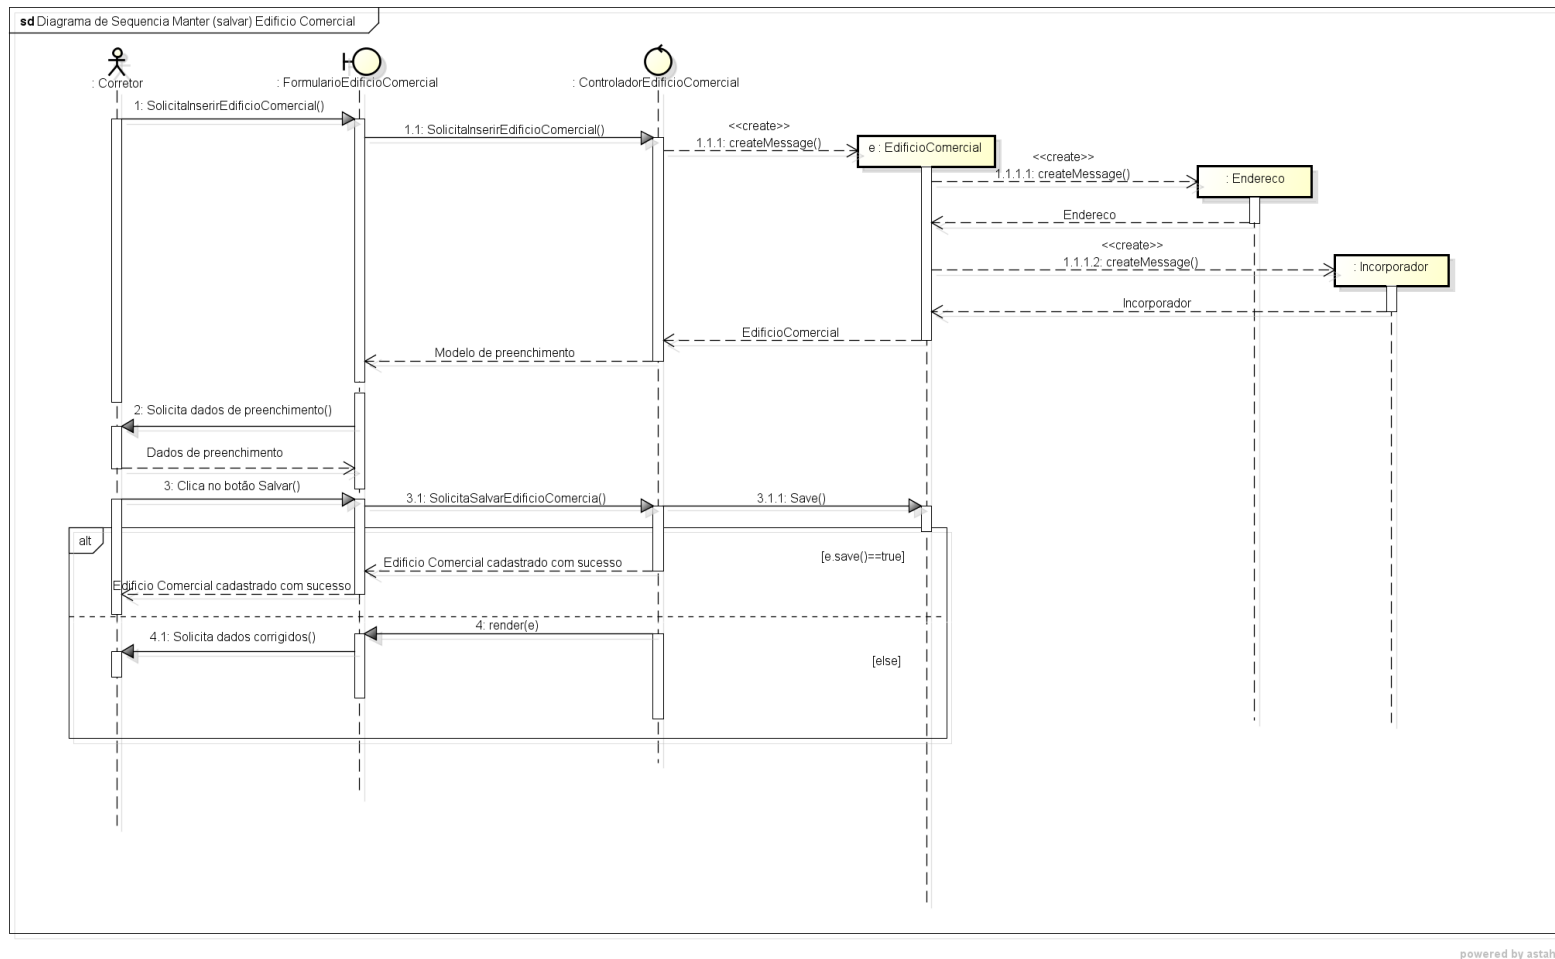 sd Diagrama de Sequencia Manter (salvar) Edificio Comercial
: Corretor
: FormularioEdificioComercial
: ControladorEdificioComercial
1: SolicitaInserirEdificioComercial()
1.1: SolicitaInserirEdificioComercial()
<<create>>
1.1.1: createMessage()
e : EdificioComercial
<<create>>
1.1.1.1: createMessage()
: Endereco
Endereco
<<create>>
1.1.1.2: createMessage()
: Incorporador
Incorporador
EdificioComercial
Modelo de preenchimento
2: Solicita dados de preenchimento()
Dados de preenchimento
3: Clica no botão Salvar()
3.1: SolicitaSalvarEdificioComercia()
3.1.1: Save()
alt
[e.save()==true]
Edificio Comercial cadastrado com sucesso
Edificio Comercial cadastrado com sucesso
4: render(e)
4.1: Solicita dados corrigidos()
[else]
powered by astah